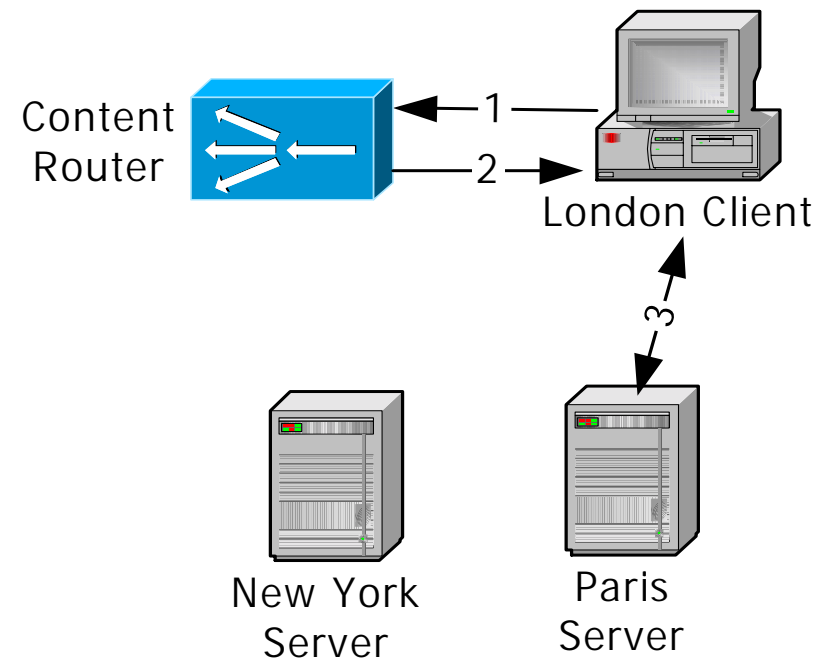 Content
Router
1
2
London Client
3
New York
Server
Paris
Server